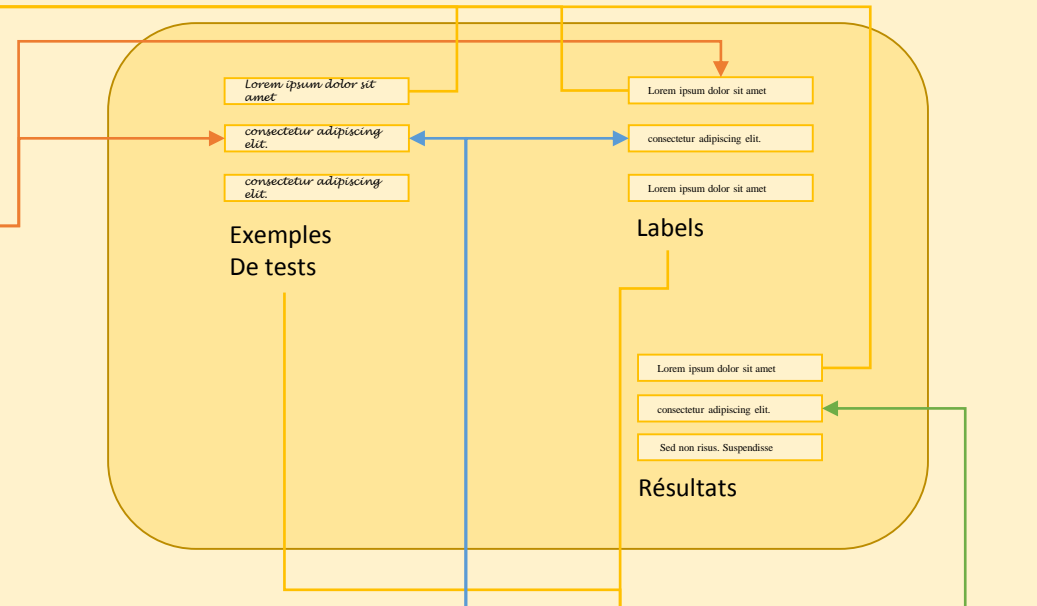 Lorem ipsum dolor sit
amet
consectetur adipiscing
elit.
consectetur adipiscing
elit.
Exemples
De tests
Lorem ipsum dolor sit amet
consectetur adipiscing elit.
Lorem ipsum dolor sit amet
Labels
Lorem ipsum dolor sit amet
consectetur adipiscing elit.
Sed non risus. Suspendisse
Résultats